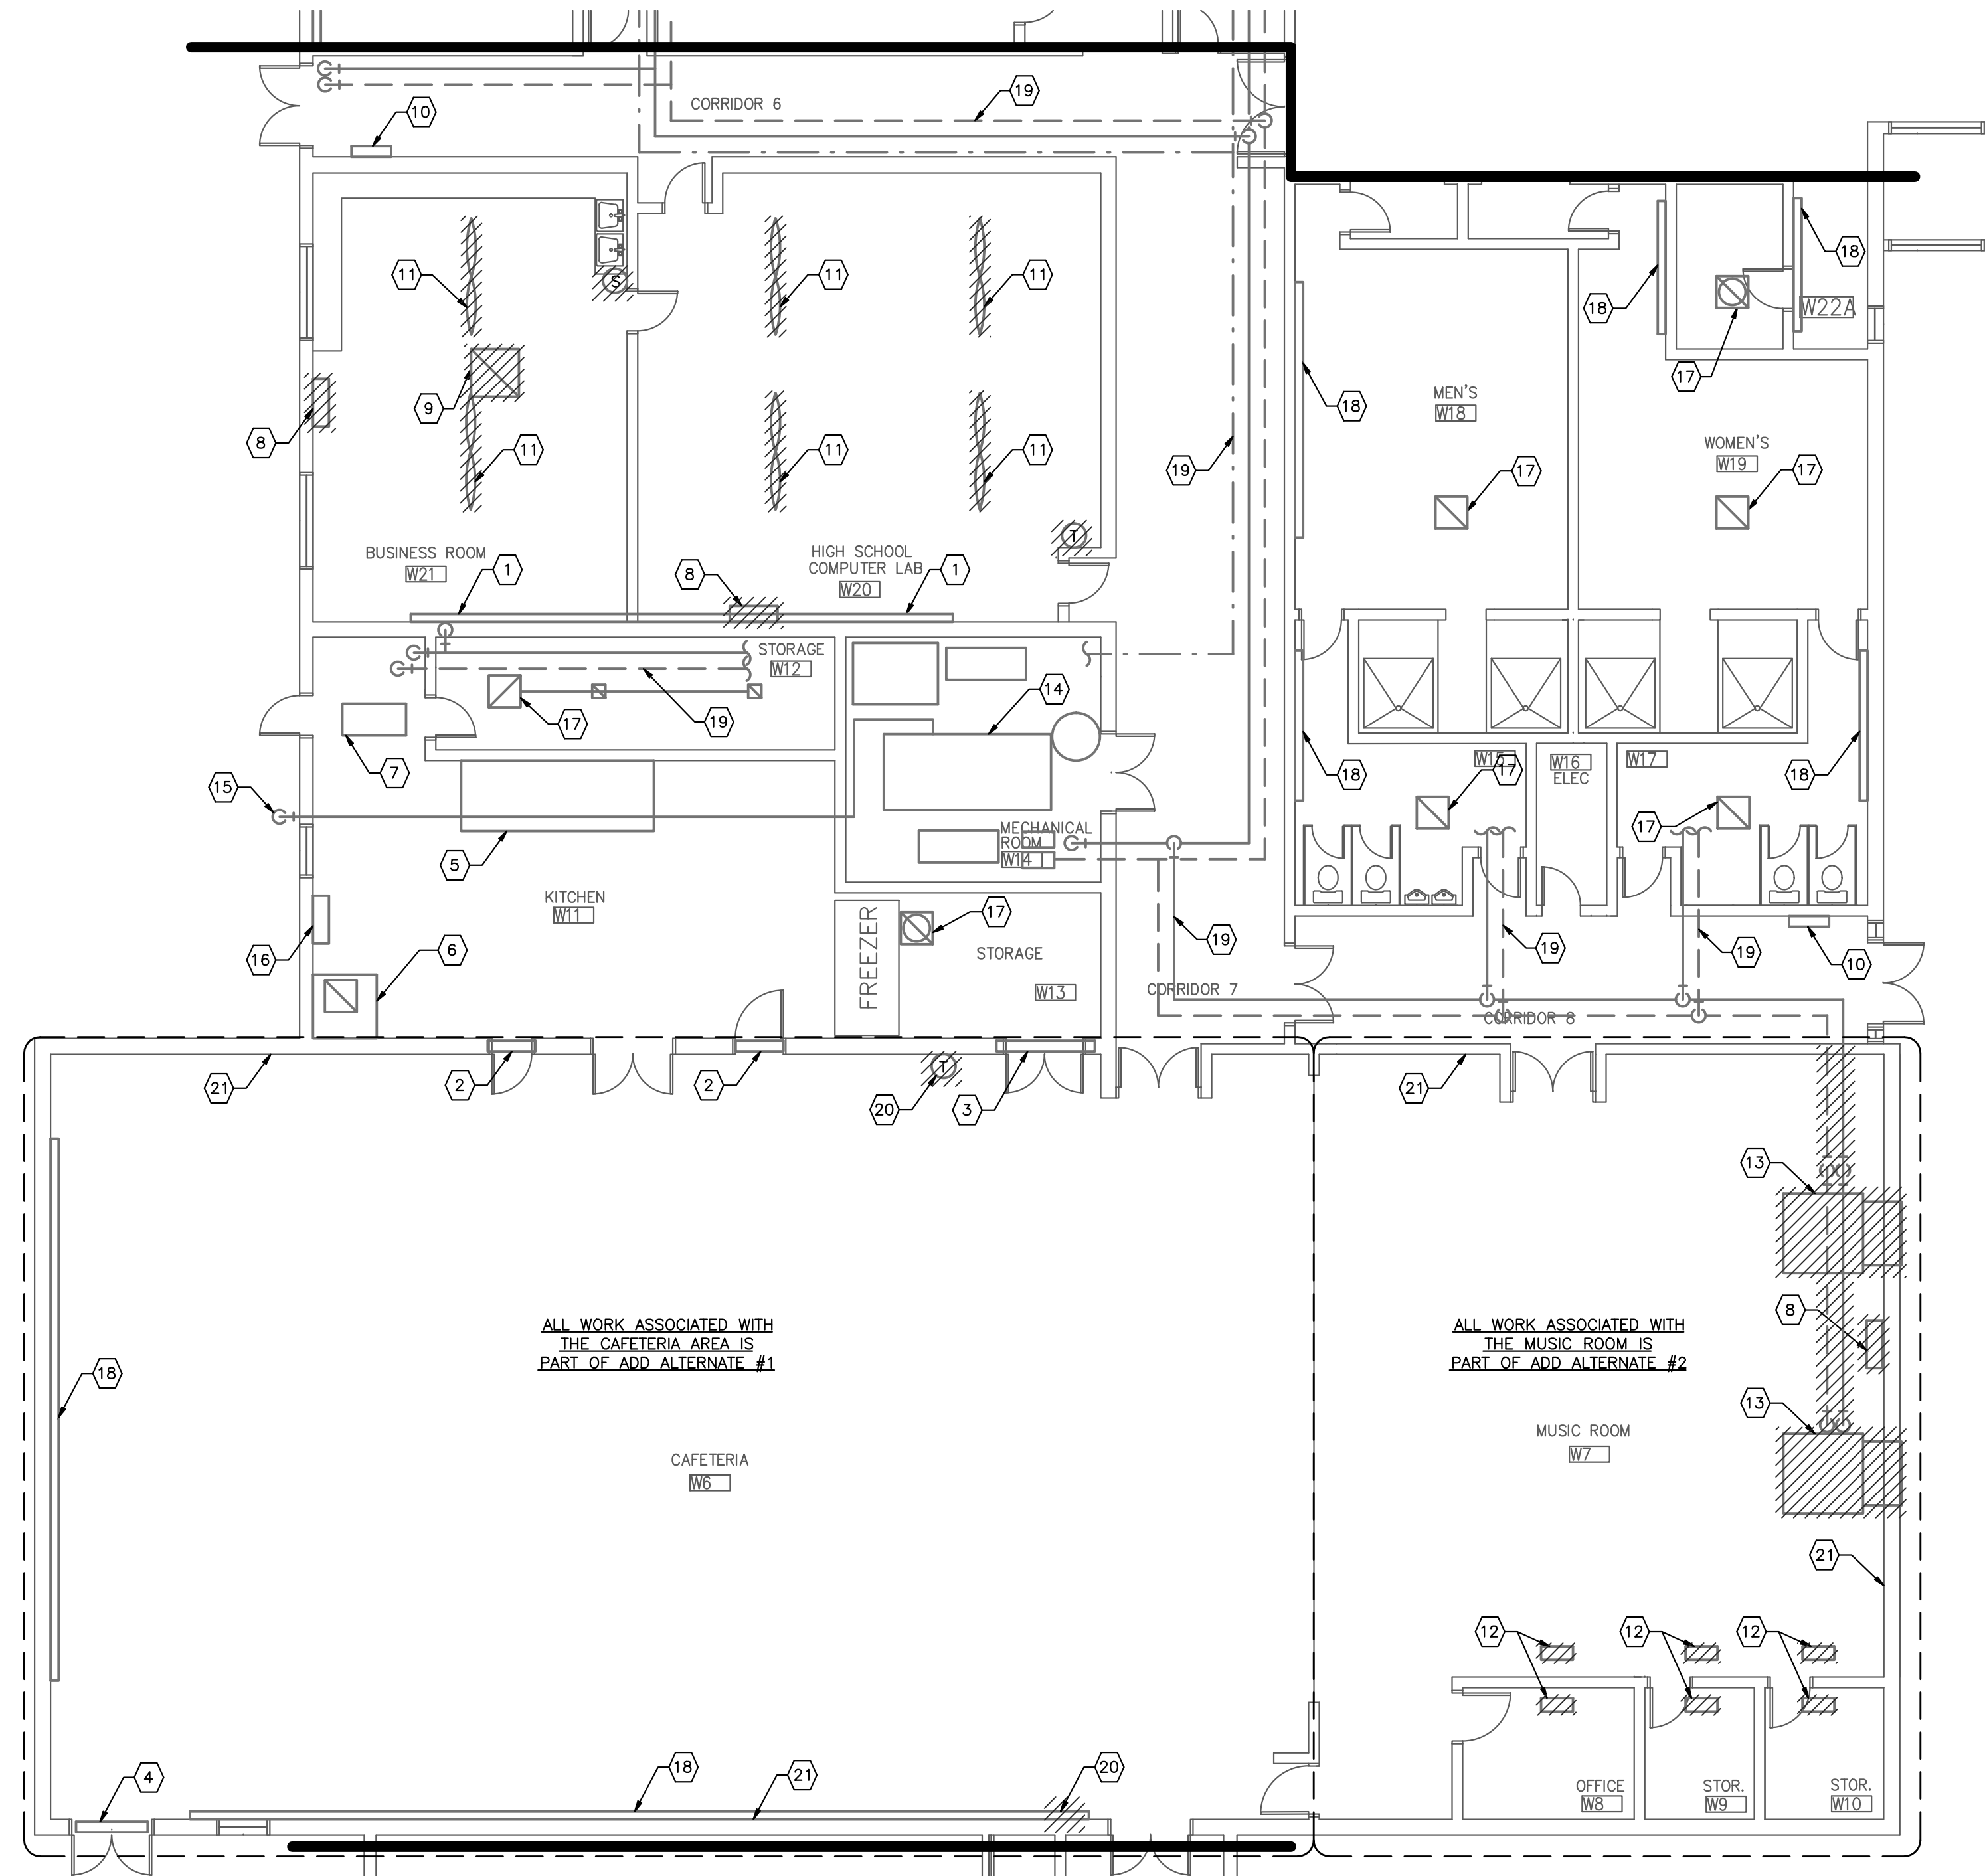 CORRIDOR 6
19
10
11
11
11
S
18
18
W22A
17
9
8
11
11
11
19
MEN'S
W18
18
17
WOMEN'S
W19
17
T
BUSINESS ROOM
W21
1
8
HIGH SCHOOL
COMPUTER LAB
W20
1
STORAGE
W12
17
19
14
7
15
5
MECHANICAL
ROOM
W14
18
W15
17
W16
ELEC
W17
17
18
KITCHEN
W11
16
6
FREEZER
17
STORAGE
W13
19
CORRIDOR 7
19
19
10
CORRIDOR 8
21
2
2
T
20
3
21
13
8
ALL WORK ASSOCIATED WITH
THE CAFETERIA AREA IS
PART OF ADD ALTERNATE #1
ALL WORK ASSOCIATED WITH
THE MUSIC ROOM IS
PART OF ADD ALTERNATE #2
18
13
CAFETERIA
W6
MUSIC ROOM
W7
21
12
12
12
4
18
21
20
OFFICE
W8
STOR.
W9
STOR.
W10